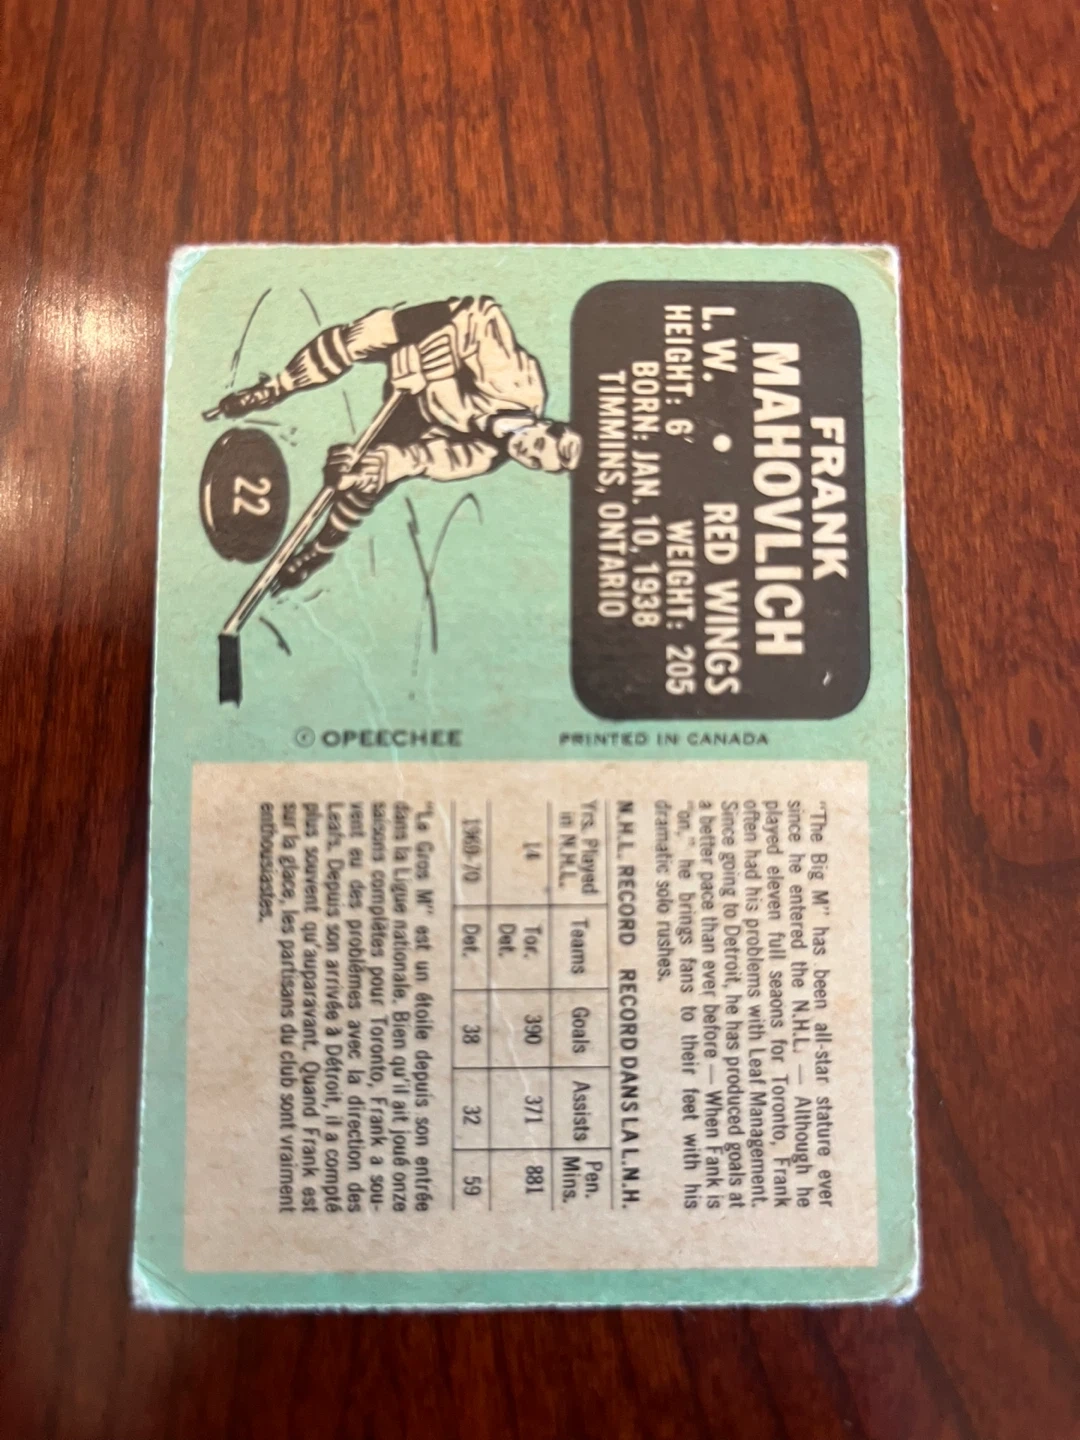 FRANK
MAHOVLICH
L. W. • RED WINGS
HEIGHT: 6′ WEIGHT: 205
BORN: JAN. 10, 1938
TIMMINS, ONTARIO
22
© OPEECHEE PRINTED IN CANADA
"The Big M" has been all-star stature ever
since he entered the N.H.L. — Although he
played eleven full seaons for Toronto, Frank
often had his problems with Leaf Management.
Since going to Detroit, he has produced goals at
a better pace than ever before — When Fank is
"on," he brings fans to their feet with his
dramatic solo rushes.
N.H.L. RECORD RECORD DANS LA L.N.H.
Yrs. Played in N.H.L. Teams Goals Assists Pen. Mins.
14 Tor. Det. 390 371 881
1969-70 Det. 38 32 59
"Le Gros M" est un étoile depuis son entrée
dans la Ligue nationale. Bien qu'il ait joué onze
saisons complètes pour Toronto, Frank a sou-
vent eu des problèmes avec la direction des
Leafs. Depuis son arrivée à Détroit, il a compté
plus souvent qu'auparavant. Quand Frank est
sur la glace, les partisans du club sont vraiment
enthousiastes.